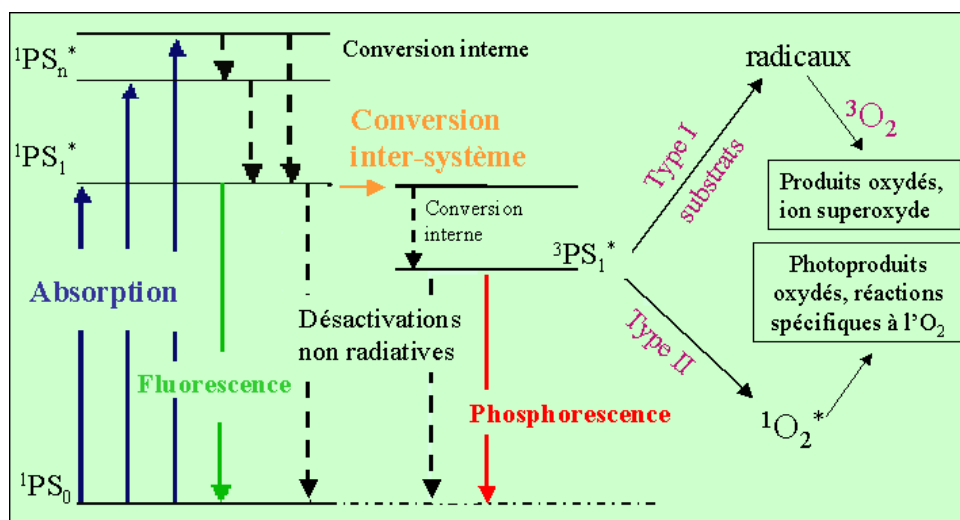 ¹PSₙ*
Conversion interne
¹PS₁*
Conversion
inter-système
Conversion
interne
³PS₁*
Absorption
Désactivations
non radiatives
Fluorescence
Phosphorescence
¹PS₀
radicaux
³O₂
Type I
substrats
Produits oxydés,
ion superoxyde
Photoproduits
oxydés, réactions
spécifiques à l’O₂
Type II
¹O₂*